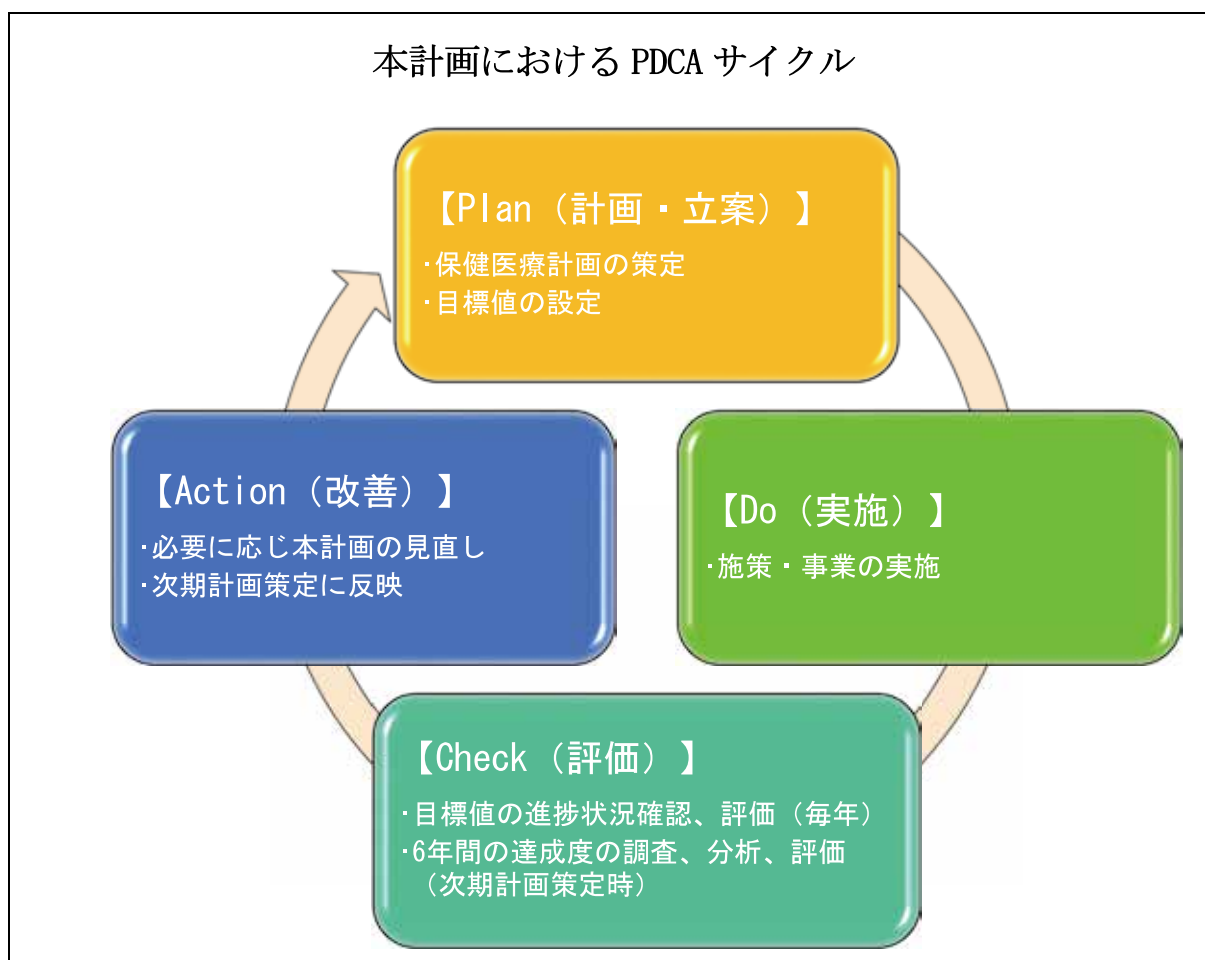 本計画における PDCA サイクル
【Plan（計画・立案）】
・保健医療計画の策定
・目標値の設定
【Do（実施）】
・施策・事業の実施
【Check（評価）】
・目標値の進捗状況確認、評価（毎年）
・6年間の達成度の調査、分析、評価
（次期計画策定時）
【Action（改善）】
・必要に応じ本計画の見直し
・次期計画策定に反映